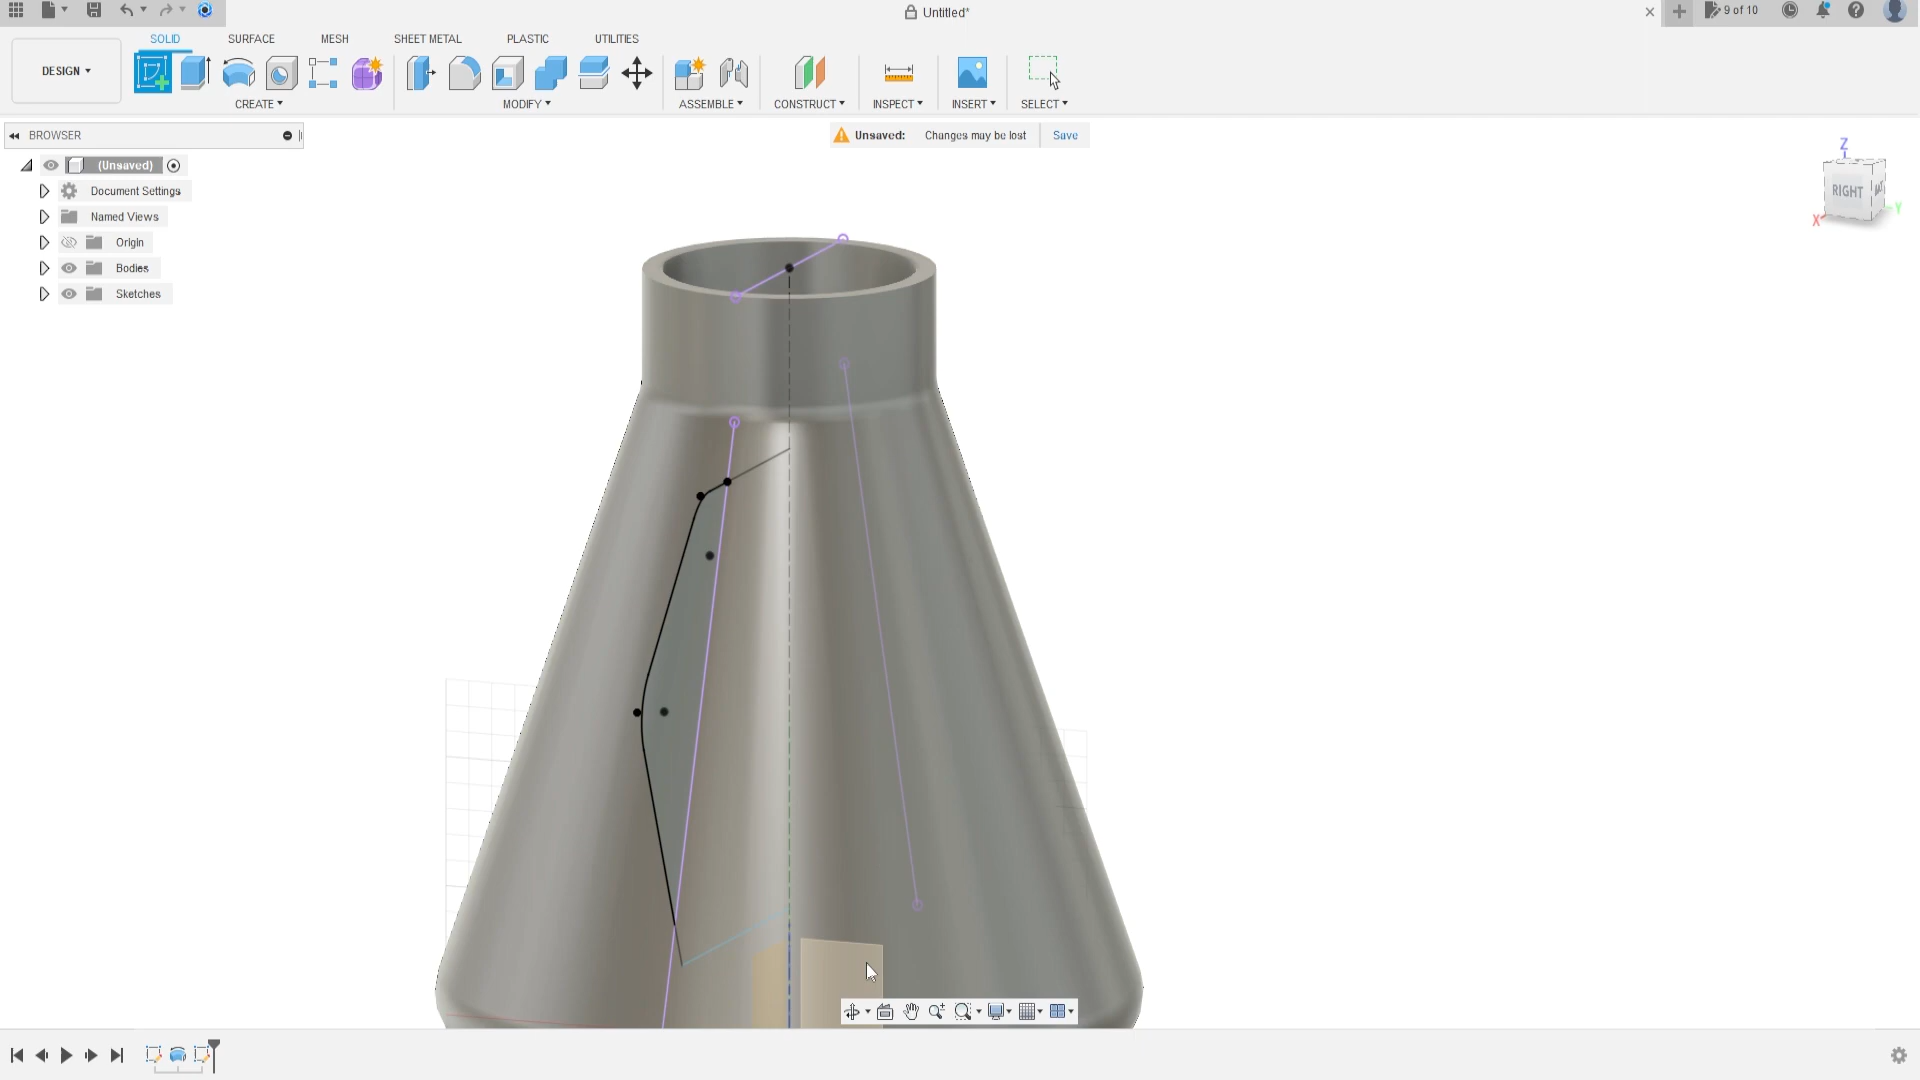 Untitled*
9 of 10
SOLID
SURFACE
MESH
SHEET METAL
PLASTIC
UTILITIES
DESIGN
CREATE
MODIFY
ASSEMBLE
CONSTRUCT
INSPECT
INSERT
SELECT
BROWSER
Unsaved: Changes may be lost Save
(Unsaved)
Document Settings
Named Views
Origin
Bodies
Sketches
Z
RIGHT
X
Y